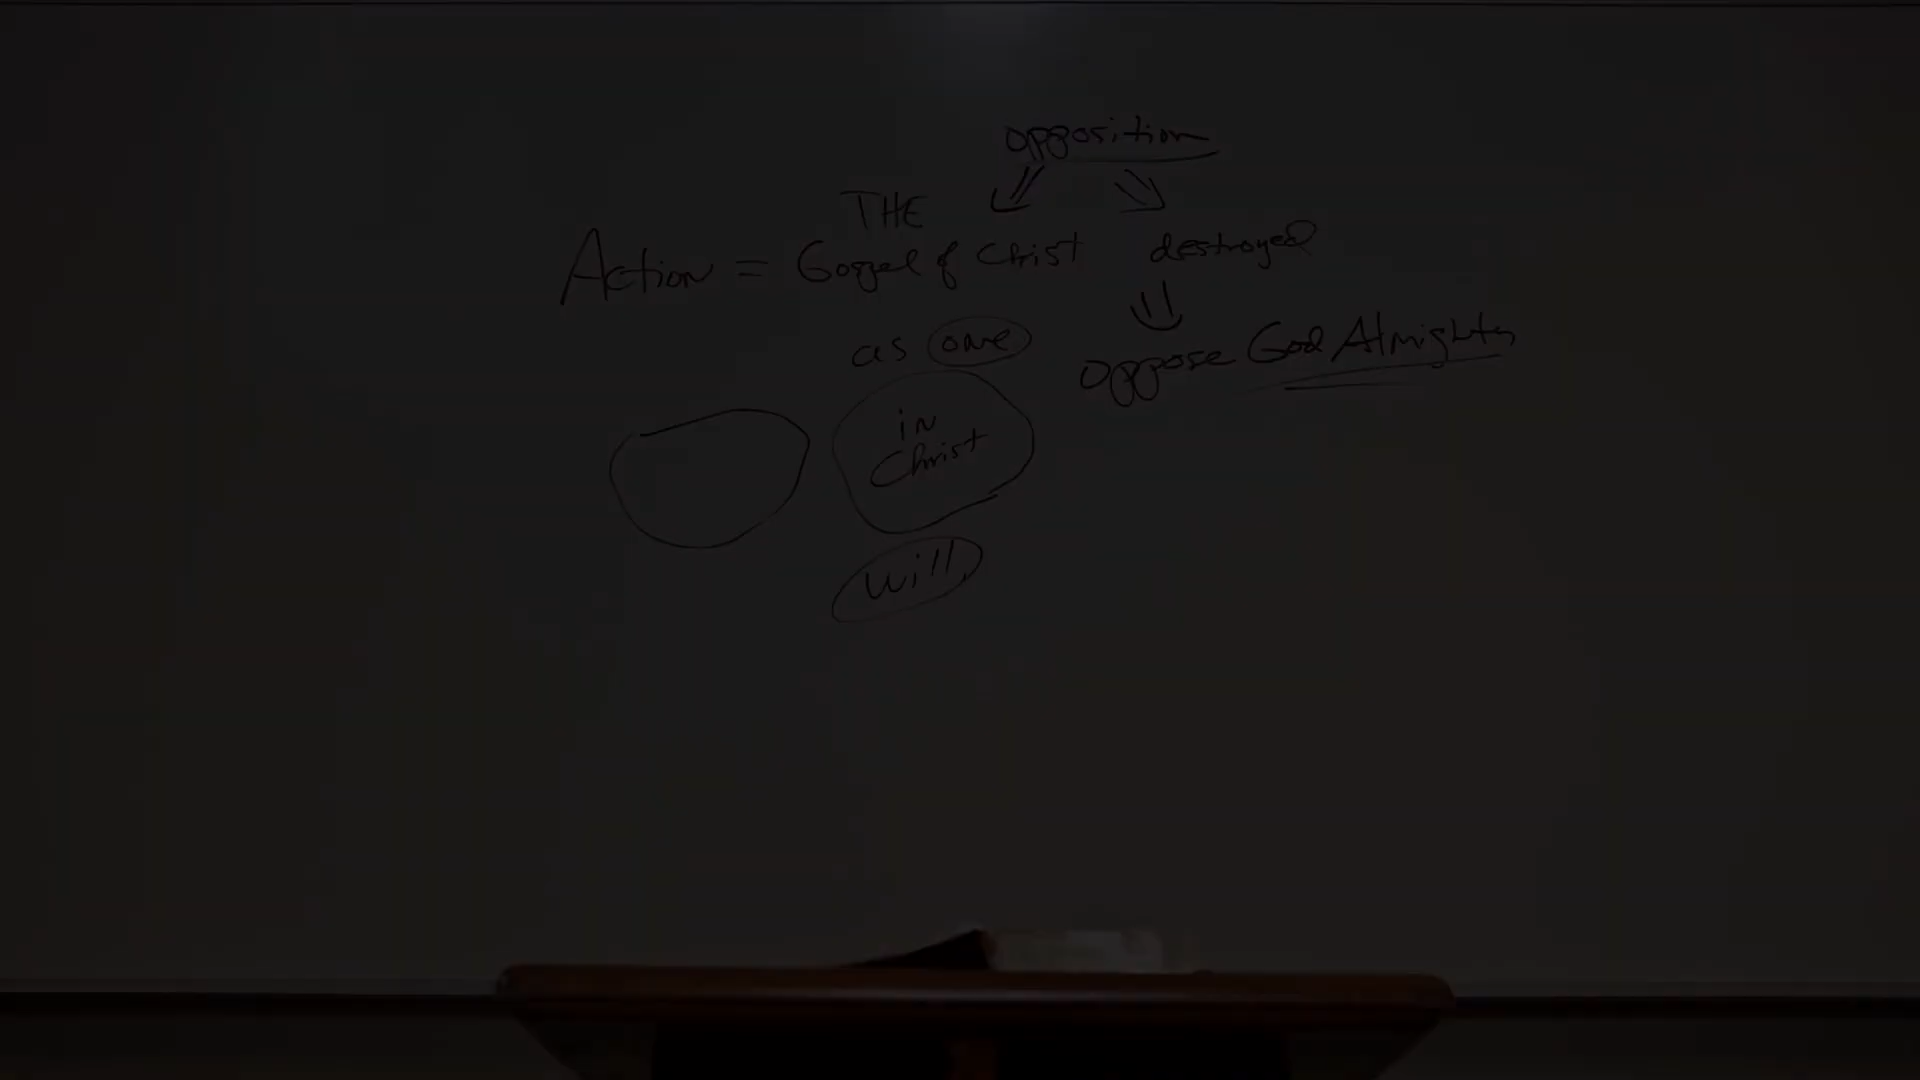 opposition
THE
Action = Gospel of Christ destroyed
as one
oppose God Almighty
in
Christ
will